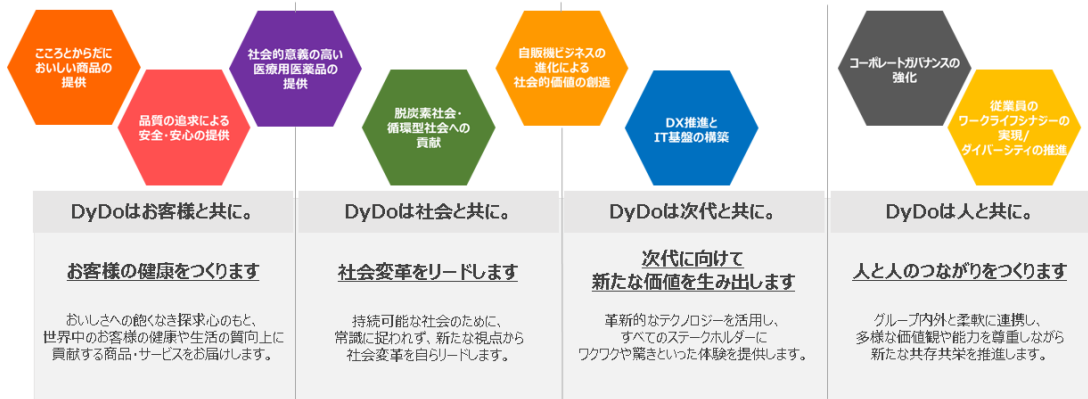 こころとからだに
おいしい商品の
提供
品質の追求による
安全・安心の提供
社会的意義の高い
医療用医薬品の
提供
脱炭素社会・
循環型社会への
貢献
自販機ビジネスの
進化による
社会的価値の創造
DX推進と
IT基盤の構築
コーポレートガバナンスの
強化
従業員の
ワークライフシナジーの
実現/
ダイバーシティの推進
DyDoはお客様と共に。
お客様の健康をつくります
おいしさへの飽くなき探求心のもと、
世界中のお客様の健康や生活の質向上に
貢献する商品・サービスをお届けします。
DyDoは社会と共に。
社会変革をリードします
持続可能な社会のために、
常識に捉われず、新たな視点から
社会変革を自らリードします。
DyDoは次代と共に。
次代に向けて
新たな価値を生み出します
革新的なテクノロジーを活用し、
すべてのステークホルダーに
ワクワクや驚きといった体験を提供します。
DyDoは人と共に。
人と人のつながりをつくります
グループ内外と柔軟に連携し、
多様な価値観や能力を尊重しながら
新たな共存共栄を推進します。